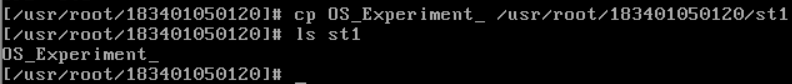 [/usr/root/183401050120]# cp OS_Experiment_ /usr/root/183401050120/st1
[/usr/root/183401050120]# ls st1
OS_Experiment_
[/usr/root/183401050120]# _